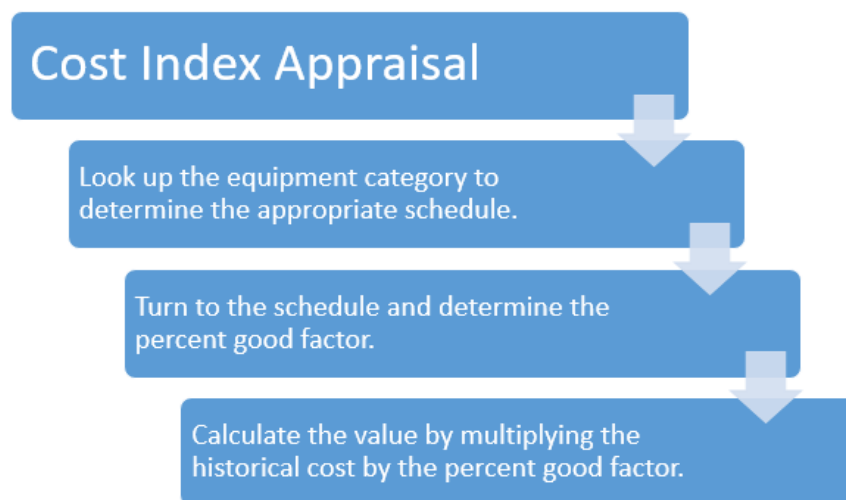 Cost Index Appraisal
Look up the equipment category to
determine the appropriate schedule.
Turn to the schedule and determine the
percent good factor.
Calculate the value by multiplying the
historical cost by the percent good factor.